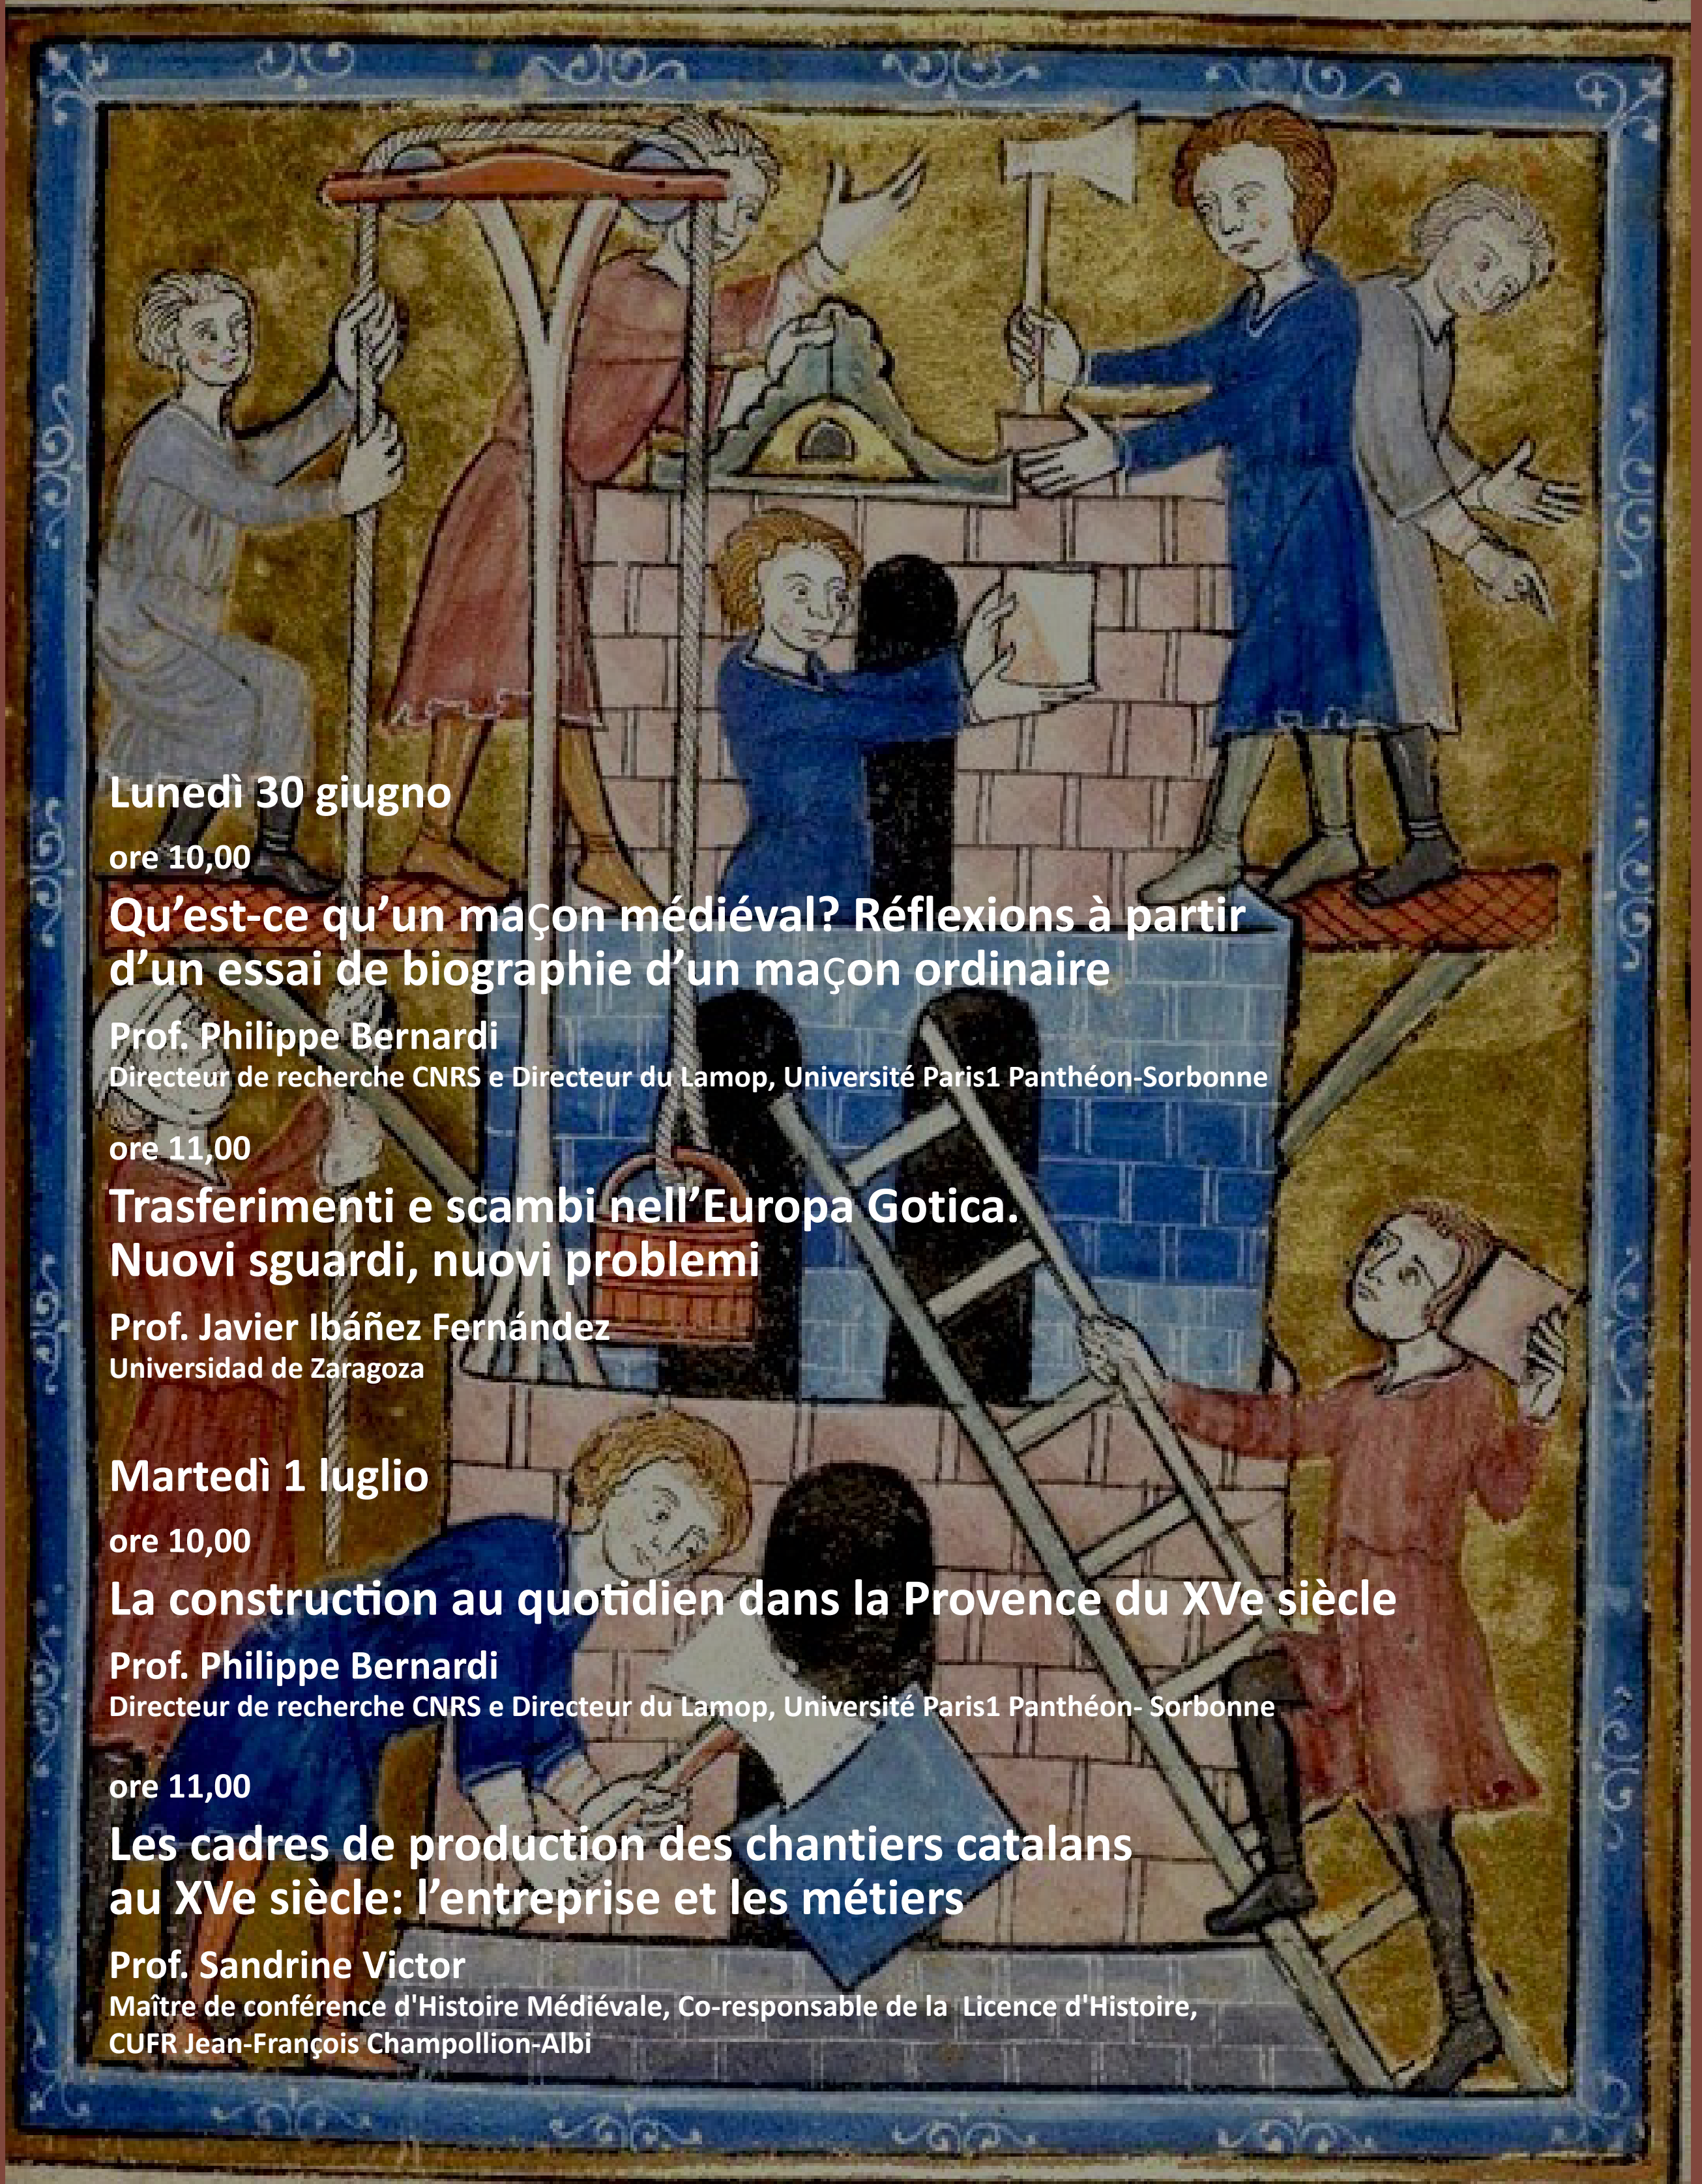 Lunedì 30 giugno
ore 10,00
Qu’est-ce qu’un maçon médiéval? Réflexions à partir
d’un essai de biographie d’un maçon ordinaire
Prof. Philippe Bernardi
Directeur de recherche CNRS e Directeur du Lamop, Université Paris1 Panthéon-Sorbonne
ore 11,00
Trasferimenti e scambi nell’Europa Gotica.
Nuovi sguardi, nuovi problemi
Prof. Javier Ibáñez Fernández
Universidad de Zaragoza
Martedì 1 luglio
ore 10,00
La construction au quotidien dans la Provence du XVe siècle
Prof. Philippe Bernardi
Directeur de recherche CNRS e Directeur du Lamop, Université Paris1 Panthéon- Sorbonne
ore 11,00
Les cadres de production des chantiers catalans
au XVe siècle: l’entreprise et les métiers
Prof. Sandrine Victor
Maître de conférence d'Histoire Médiévale, Co-responsable de la  Licence d'Histoire,
CUFR Jean-François Champollion-Albi